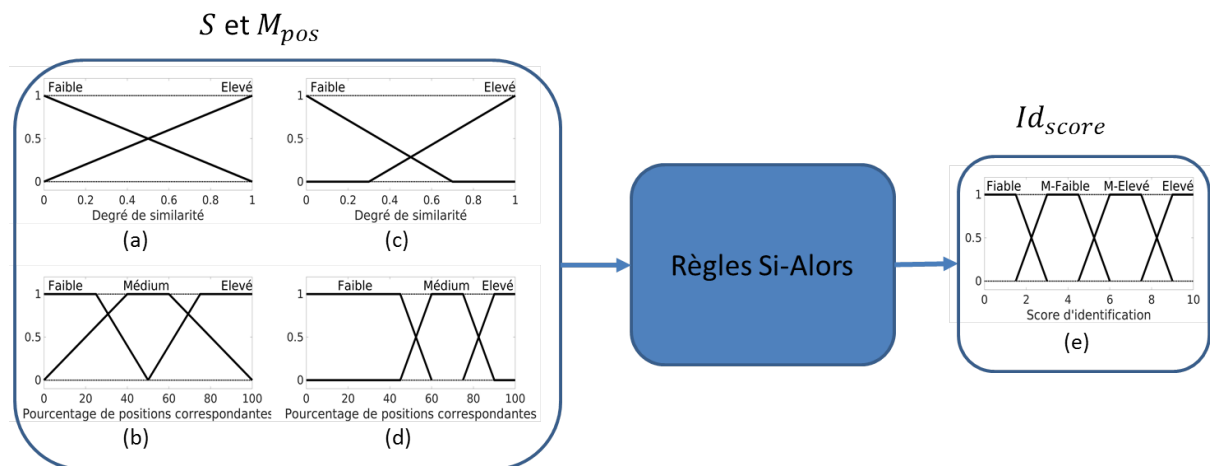 S et M_pos
Faible Elevé
1
0.5
0
0 0.2 0.4 0.6 0.8 1
Degré de similarité
(a)
Faible Elevé
1
0.5
0
0 0.2 0.4 0.6 0.8 1
Degré de similarité
(c)
Faible Médium Elevé
1
0.5
0
0 20 40 60 80 100
Pourcentage de positions correspondantes
(b)
Faible Médium Elevé
1
0.5
0
0 20 40 60 80 100
Pourcentage de positions correspondantes
(d)
Règles Si-Alors
Id_score
Fiable M-Faible M-Elevé Elevé
1
0.5
0
0 2 4 6 8 10
Score d'identification
(e)